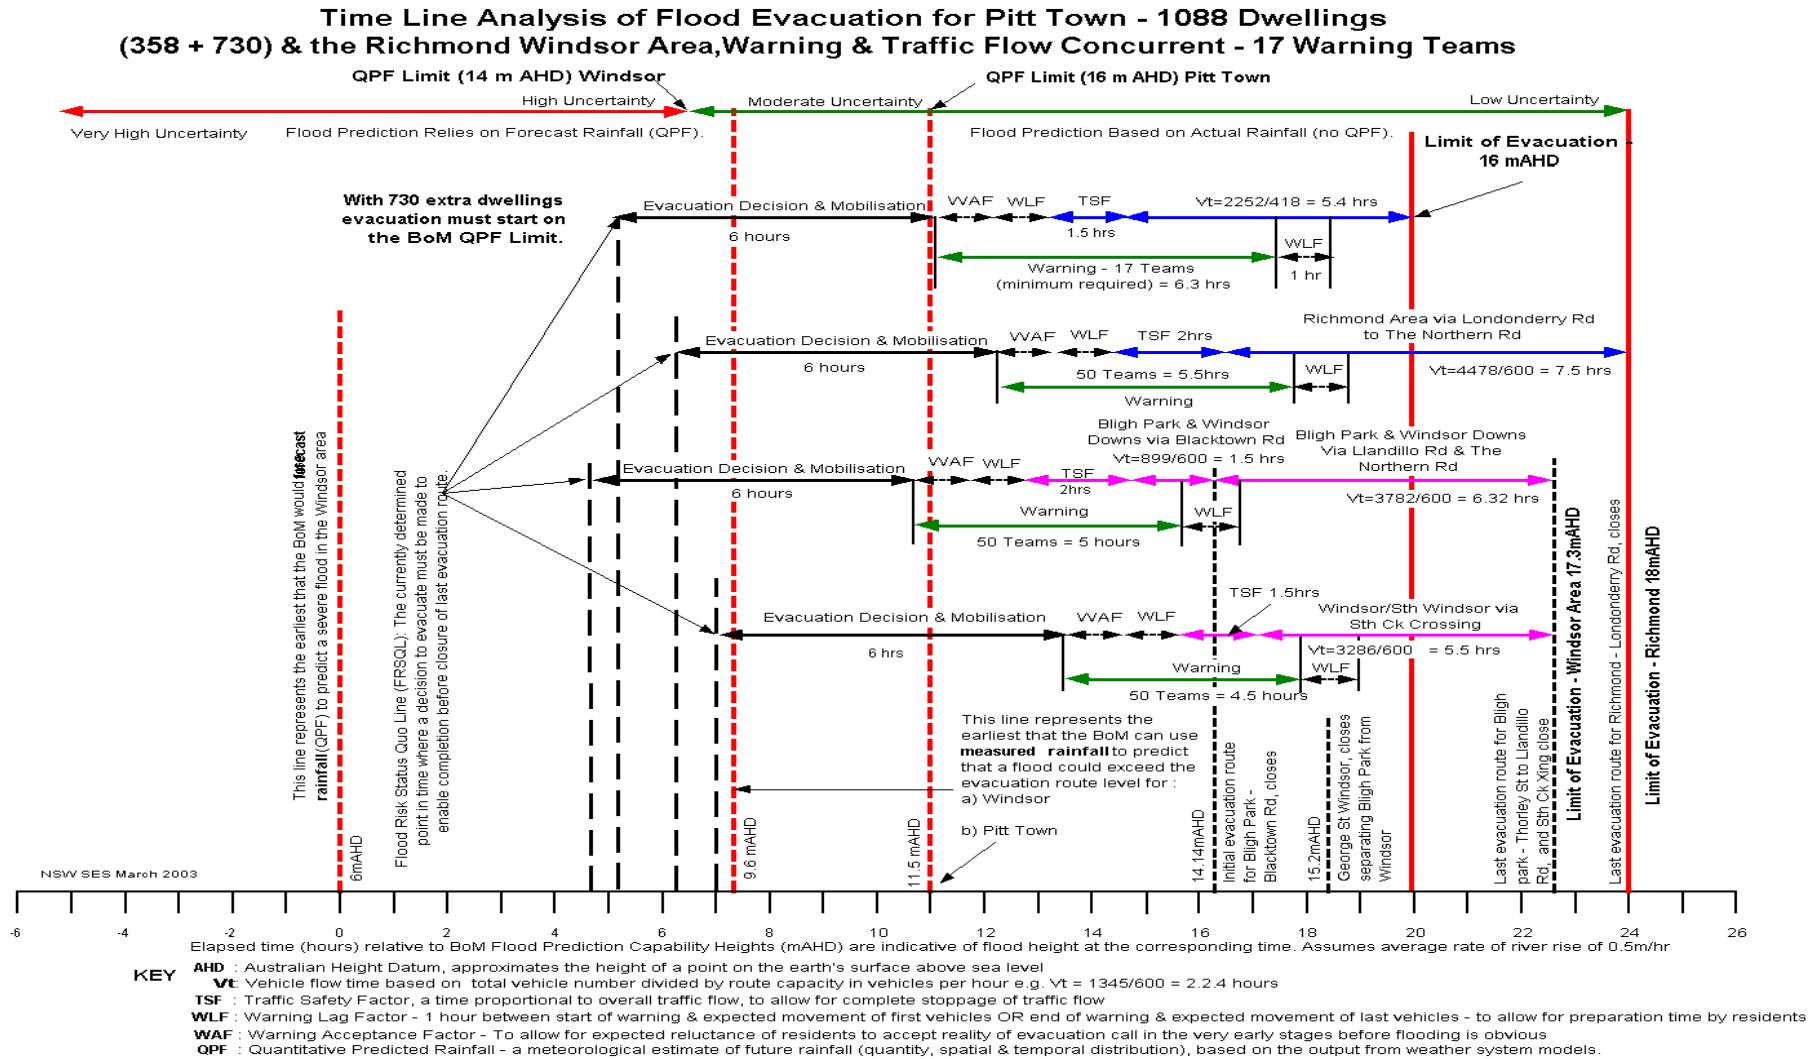 Time Line Analysis of Flood Evacuation for Pitt Town - 1088 Dwellings
(358 + 730) & the Richmond Windsor Area,Warning & Traffic Flow Concurrent - 17 Warning Teams
QPF Limit (14 m AHD) Windsor
QPF Limit (16 m AHD) Pitt Town
High Uncertainty
Moderate Uncertainty
Low Uncertainty
Very High Uncertainty
Flood Prediction Relies on Forecast Rainfall (QPF).
Flood Prediction Based on Actual Rainfall (no QPF).
Limit of Evacuation -
16 mAHD
With 730 extra dwellings
evacuation must start on
the BoM QPF Limit.
Evacuation Decision & Mobilisation
6 hours
WAF
WLF
TSF
1.5 hrs
Vt=2252/418 = 5.4 hrs
WLF
1 hr
Warning - 17 Teams
(minimum required) = 6.3 hrs
Evacuation Decision & Mobilisation
6 hours
WAF
WLF
TSF 2hrs
Richmond Area via Londonderry Rd
to The Northern Rd
Vt=4478/600 = 7.5 hrs
50 Teams = 5.5hrs
Warning
WLF
Bligh Park & Windsor
Downs via Blacktown Rd
Vt=899/600 = 1.5 hrs
Bligh Park & Windsor Downs
Via Llandillo Rd & The
Northern Rd
Vt=3782/600 = 6.32 hrs
Evacuation Decision & Mobilisation
6 hours
WAF
WLF
TSF
2hrs
Warning
50 Teams = 5 hours
WLF
TSF 1.5hrs
Windsor/Sth Windsor via
Sth Ck Crossing
Vt=3286/600 = 5.5 hrs
Evacuation Decision & Mobilisation
6 hrs
WAF
WLF
Warning
50 Teams = 4.5 hours
WLF
This line represents the earliest that the BoM would forecast
rainfall (QPF) to predict a severe flood in the Windsor area
6mAHD
Flood Risk Status Quo Line (FRSQL): The currently determined
point in time where a decision to evacuate must be made to
enable completion before closure of last evacuation route.
This line represents the
earliest that the BoM can use
measured rainfall to predict
that a flood could exceed the
evacuation route level for :
a) Windsor
b) Pitt Town
9.6 mAHD
11.5 mAHD
14.14mAHD
Initial evacuation route
for Bligh Park -
Blacktown Rd, closes
15.2mAHD
George St Windsor, closes
separating Bligh Park from
Windsor
Last evacuation route for Bligh
park - Thorley St to Llandillo
Rd, and Sth Ck Xing close
Limit of Evacuation - Windsor Area 17.3mAHD
Last evacuation route for Richmond - Londonderry Rd, closes
Limit of Evacuation - Richmond 18mAHD
NSW SES March 2003
-6 -4 -2 0 2 4 6 8 10 12 14 16 18 20 22 24 26
Elapsed time (hours) relative to BoM Flood Prediction Capability Heights (mAHD) are indicative of flood height at the corresponding time. Assumes average rate of river rise of 0.5m/hr
KEY
AHD : Australian Height Datum, approximates the height of a point on the earth's surface above sea level
Vt: Vehicle flow time based on total vehicle number divided by route capacity in vehicles per hour e.g. Vt = 1345/600 = 2.2.4 hours
TSF : Traffic Safety Factor, a time proportional to overall traffic flow, to allow for complete stoppage of traffic flow
WLF : Warning Lag Factor - 1 hour between start of warning & expected movement of first vehicles OR end of warning & expected movement of last vehicles - to allow for preparation time by residents
WAF : Warning Acceptance Factor - To allow for expected reluctance of residents to accept reality of evacuation call in the very early stages before flooding is obvious
QPF : Quantitative Predicted Rainfall - a meteorological estimate of future rainfall (quantity, spatial & temporal distribution), based on the output from weather system models.